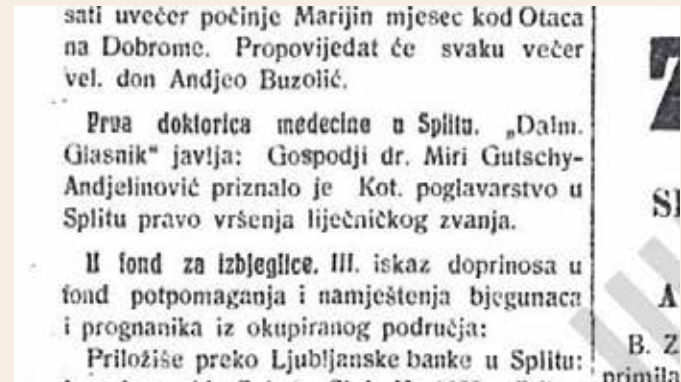 sati uvečer počinje Marijin mjesec kod Otaca
na Dobrome. Propovijedat će svaku večer
vel. don Andjeo Buzolić.
Prva doktorica medecine u Splitu. „Dalm.
Glasnik“ javlja: Gospodji dr. Miri Gutschy-
Andjelinović priznalo je Kot. poglavarstvo u
Splitu pravo vršenja liječničkog zvanja.
U fond za izbjeglice. III. iskaz doprinosa u
fond potpomaganja i namještenja bjegunaca
i prognanika iz okupiranog područja:
Priložiše preko Ljubljanske banke u Splitu:
B. Z
primila